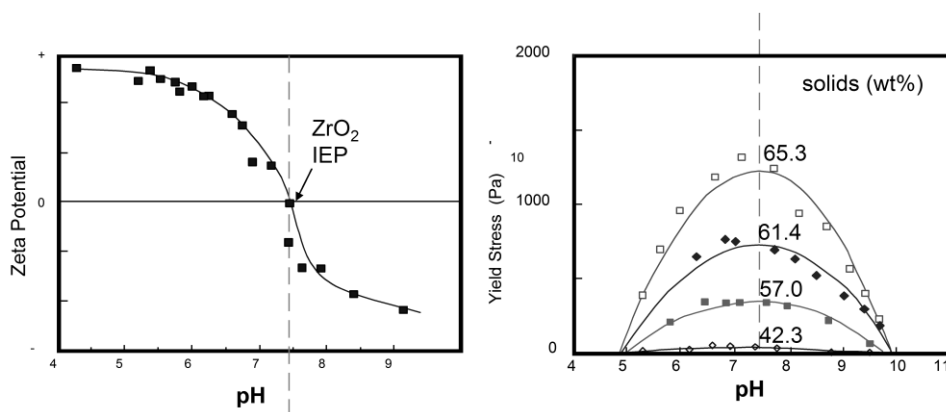 +
0
-
Zeta Potential
ZrO₂
IEP
4 5 6 7 8 9
pH
2000
1000
0
10
-
Yield Stress (Pa)
solids (wt%)
65.3
61.4
57.0
42.3
4 5 6 7 8 9 10 11
pH